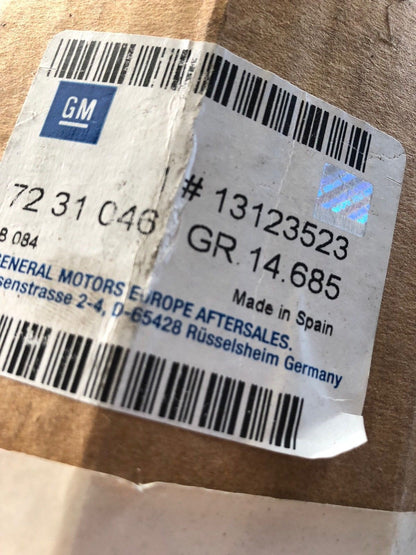 GM
72 31 046 # 13123523
8 084 GR. 14.685
Made in Spain
GENERAL MOTORS EUROPE AFTERSALES.
senstrasse 2-4, D-65428 Rüsselsheim Germany